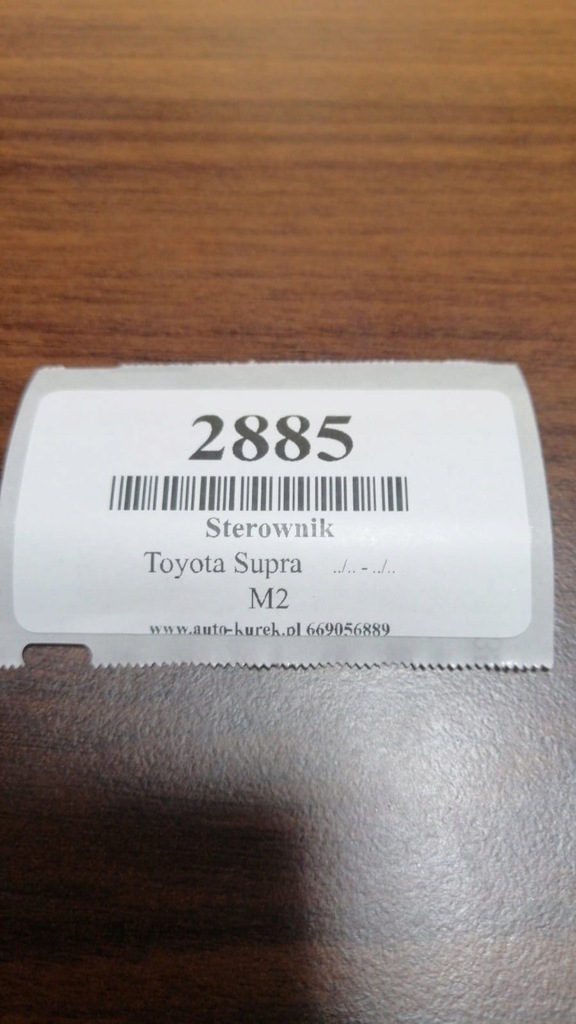 2885
Sterownik
Toyota Supra ../.. - ../..
M2
www.auto-kurek.pl 669056889